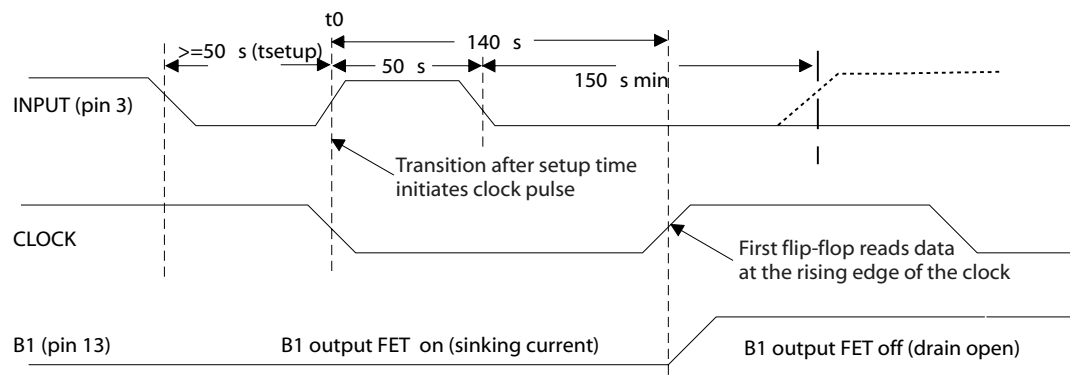 t0
>=50 s (tsetup)
140 s
50 s
150 s min
INPUT (pin 3)
Transition after setup time
initiates clock pulse
CLOCK
First flip-flop reads data
at the rising edge of the clock
B1 (pin 13)
B1 output FET on (sinking current)
B1 output FET off (drain open)